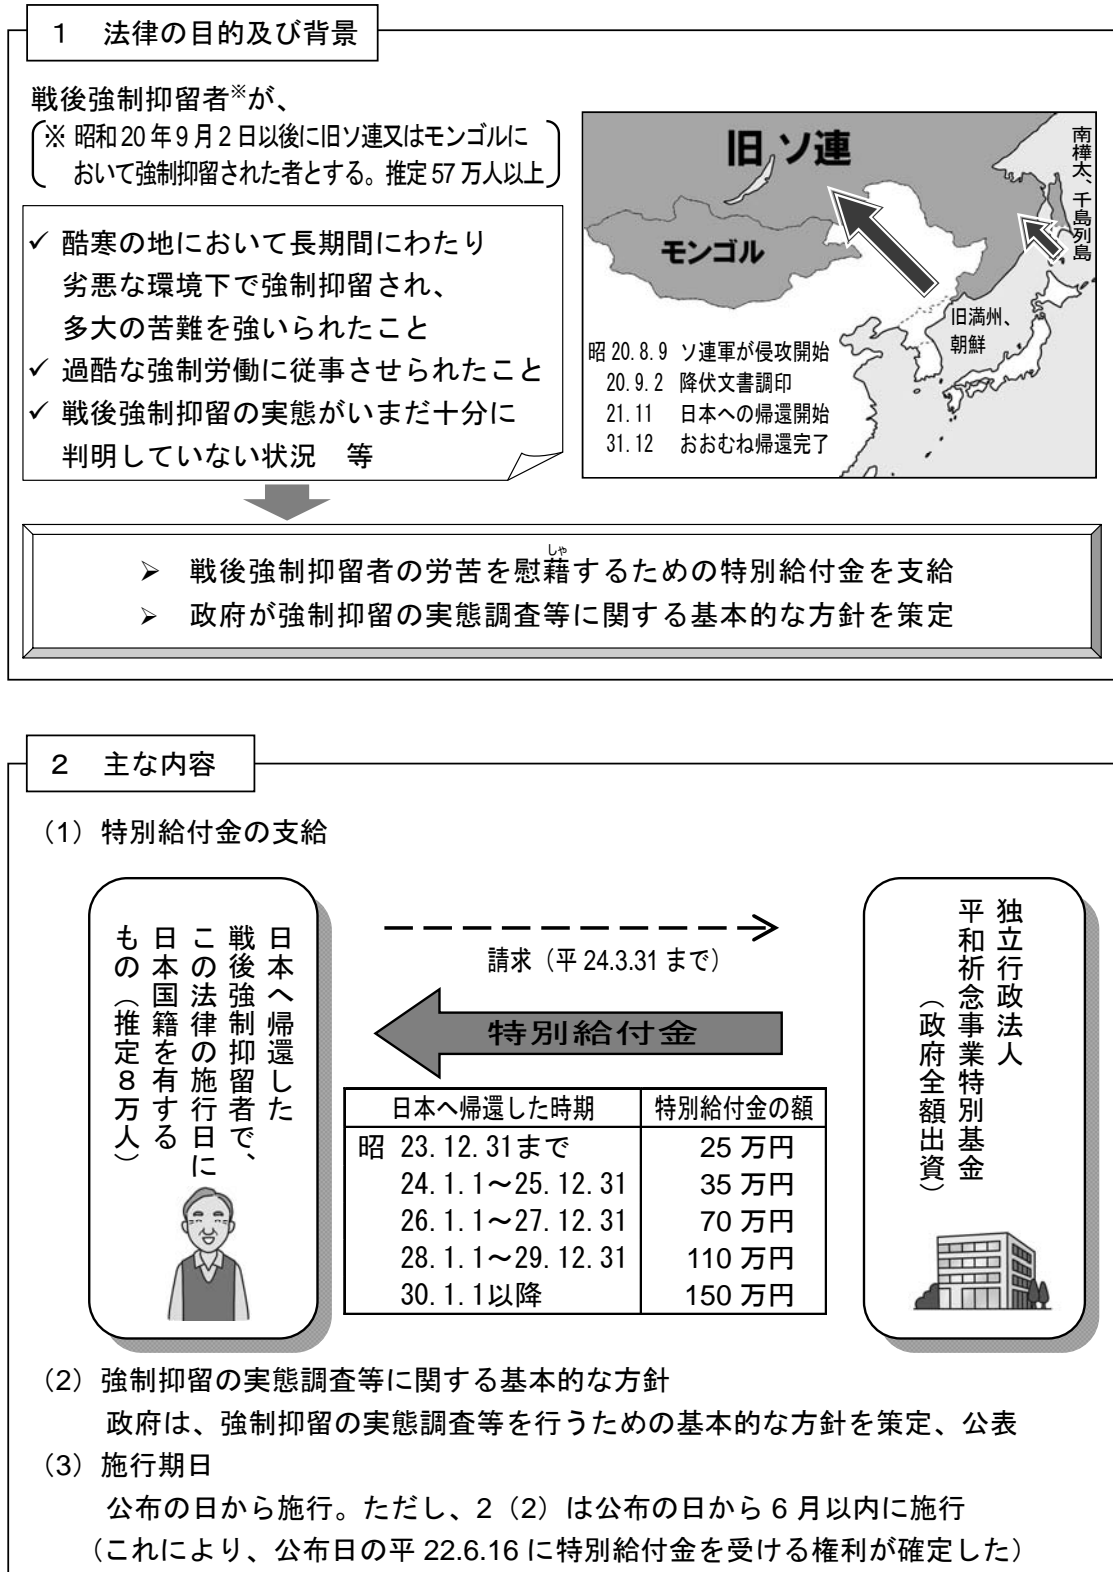 １　法律の目的及び背景
戦後強制抑留者※が、
※ 昭和20年９月２日以後に旧ソ連又はモンゴルに
おいて強制抑留された者とする。推定57万人以上
✓ 酷寒の地において長期間にわたり
劣悪な環境下で強制抑留され、
多大の苦難を強いられたこと
✓ 過酷な強制労働に従事させられたこと
✓ 戦後強制抑留の実態がいまだ十分に
判明していない状況　等
旧ソ連
モンゴル
南樺太、千島列島
旧満州、
朝鮮
昭 20.8.9 ソ連軍が侵攻開始
20.9.2 降伏文書調印
21.11 日本への帰還開始
31.12 おおむね帰還完了
➢ 戦後強制抑留者の労苦を慰藉するための特別給付金を支給
しゃ
➢ 政府が強制抑留の実態調査等に関する基本的な方針を策定
２　主な内容
（1）特別給付金の支給
日本へ帰還した
戦後強制抑留者で、
この法律の施行日に
日本国籍を有する
もの（推定８万人）
請求（平 24.3.31 まで）
特別給付金
日本へ帰還した時期 特別給付金の額
昭 23.12.31まで 25 万円
24.1.1～25.12.31 35 万円
26.1.1～27.12.31 70 万円
28.1.1～29.12.31 110 万円
30.1.1以降 150 万円
独立行政法人
平和祈念事業特別基金
（政府全額出資）
（2）強制抑留の実態調査等に関する基本的な方針
政府は、強制抑留の実態調査等を行うための基本的な方針を策定、公表
（3）施行期日
公布の日から施行。ただし、2（2）は公布の日から 6 月以内に施行
（これにより、公布日の平 22.6.16 に特別給付金を受ける権利が確定した）